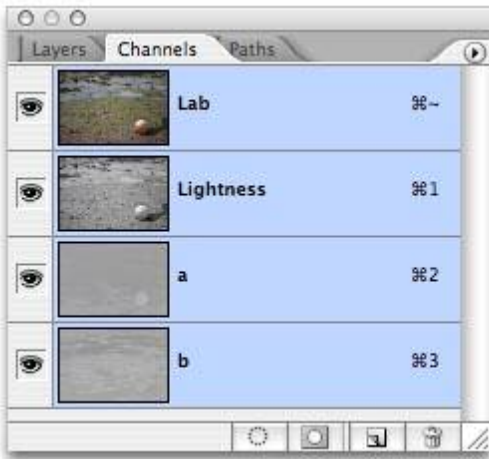 Layers Channels Paths
Lab ⌘~
Lightness ⌘1
a ⌘2
b ⌘3